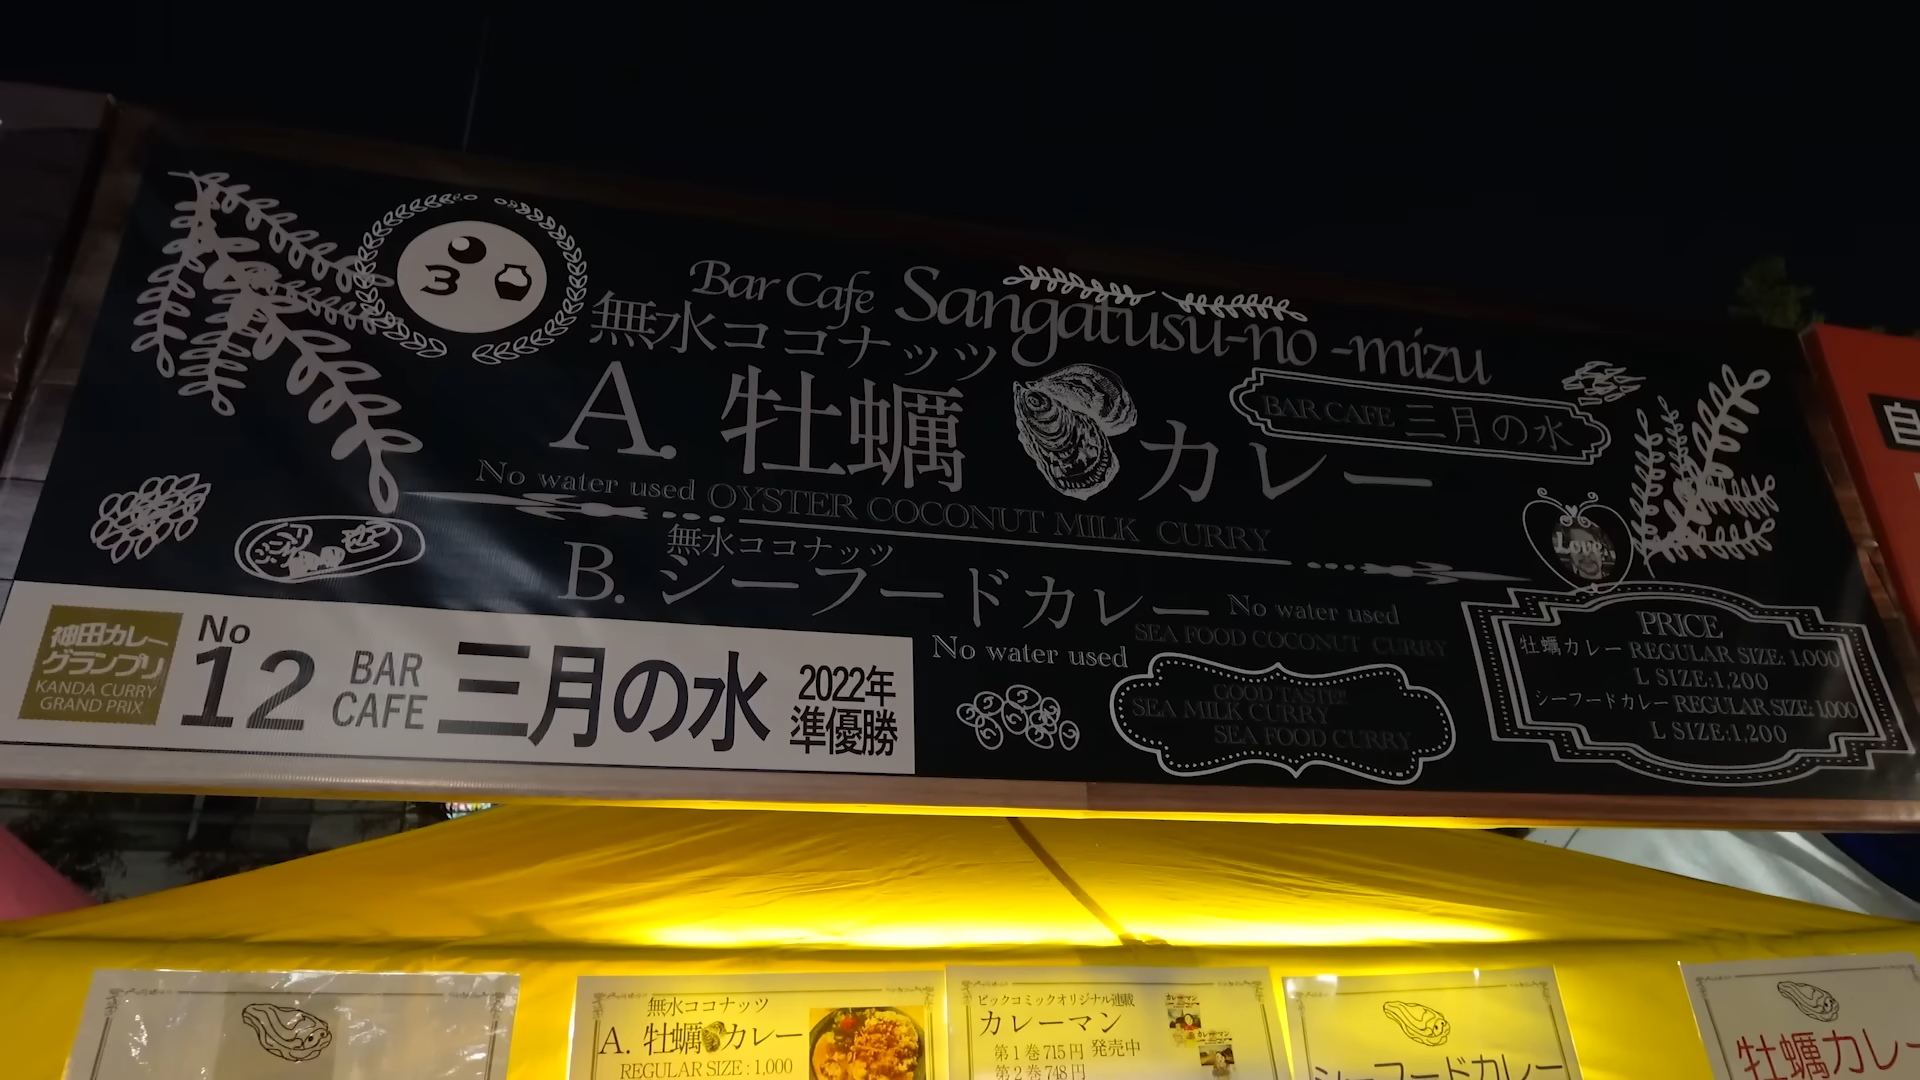 Bar Cafe Sangatusu-no-mizu
無水ココナッツ
A. 牡蠣カレー
BAR CAFE 三月の水
No water used OYSTER COCONUT MILK CURRY
無水ココナッツ
B. シーフードカレー
No water used
SEA FOOD COCONUT CURRY
No water used
Love
GOOD TASTE!!
SEA MILK CURRY
SEA FOOD CURRY
PRICE
牡蠣カレー REGULAR SIZE: 1,000
L SIZE:1,200
シーフードカレー REGULAR SIZE: 1,000
L SIZE:1,200
神田カレー
グランプリ
KANDA CURRY
GRAND PRIX
No
12
BAR
CAFE
三月の水
2022年
準優勝
自
無水ココナッツ
A. 牡蠣カレー
REGULAR SIZE : 1,000
ビックコミックオリジナル連載
カレーマン
第1巻 715円 発売中
第2巻 748円
シーフードカレー
牡蠣カレー